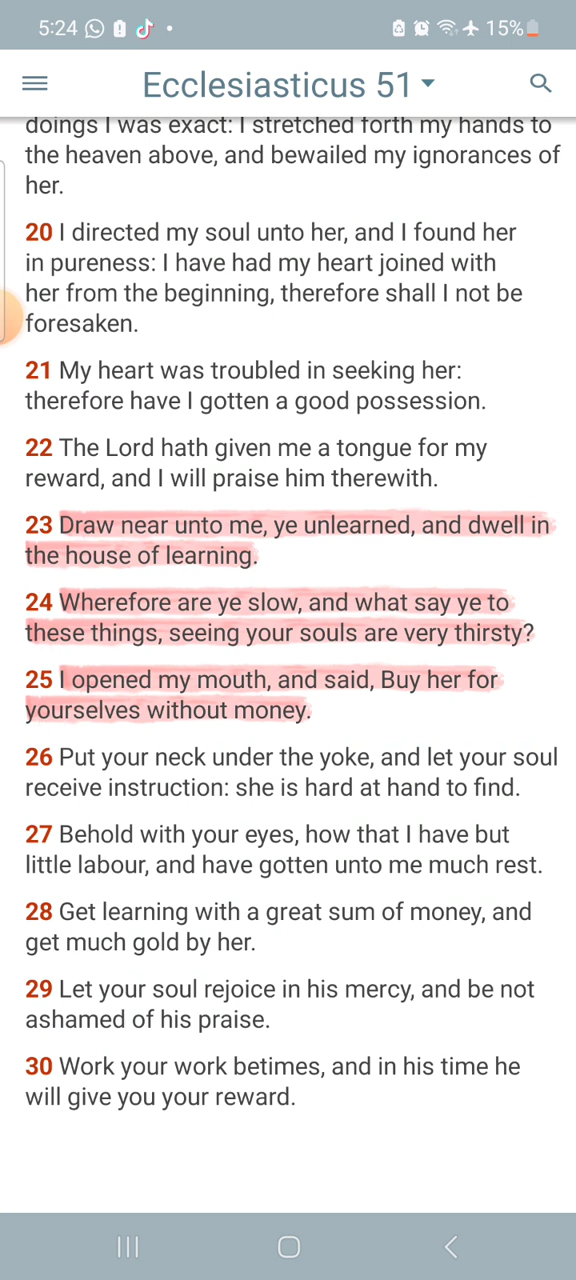 5:24
15%
Ecclesiasticus 51
doings I was exact: I stretched forth my hands to
the heaven above, and bewailed my ignorances of
her.
20 I directed my soul unto her, and I found her
in pureness: I have had my heart joined with
her from the beginning, therefore shall I not be
foresaken.
21 My heart was troubled in seeking her:
therefore have I gotten a good possession.
22 The Lord hath given me a tongue for my
reward, and I will praise him therewith.
23 Draw near unto me, ye unlearned, and dwell in
the house of learning.
24 Wherefore are ye slow, and what say ye to
these things, seeing your souls are very thirsty?
25 I opened my mouth, and said, Buy her for
yourselves without money.
26 Put your neck under the yoke, and let your soul
receive instruction: she is hard at hand to find.
27 Behold with your eyes, how that I have but
little labour, and have gotten unto me much rest.
28 Get learning with a great sum of money, and
get much gold by her.
29 Let your soul rejoice in his mercy, and be not
ashamed of his praise.
30 Work your work betimes, and in his time he
will give you your reward.